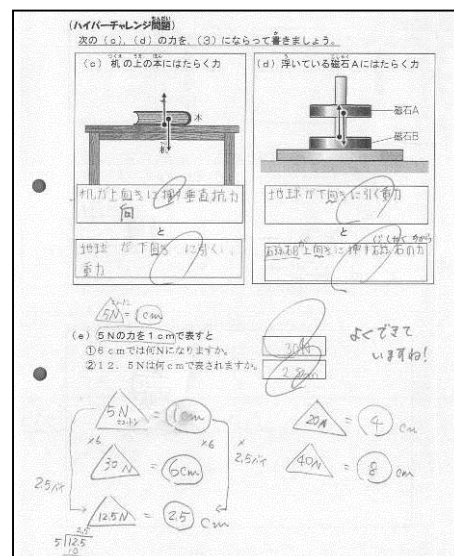 (ハイパーチャレンジ問題)
次の(c),(d)の力を,(3)にならって書きましょう。
(c) 机の上の本にはたらく力
(d) 浮いている磁石Aにはたらく力
本
磁石A
磁石B
机が上向きに押す垂直抗力
向
と
地球 が下向きに引く
重力
地球が下向きに引く重力
と
磁石Bが上向きに押す磁石の力
5N=1cm
(e) 5Nの力を1cmで表すと
①6cmでは何Nになりますか。
②12.5Nは何cmで表されますか。
30N
2.5cm
よくできて
いますね!
5N = 1cm
×6 ×6
30N = 6cm
2.5バイ
2.5バイ
12.5N = 2.5 cm
2.5
5 12.5
10
20N = 4 cm
40N = 8 cm